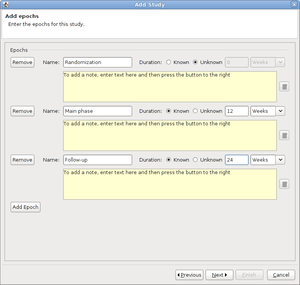 Add Study
Add epochs
Enter the epochs for this study.
Epochs
Remove Name: Randomization Duration: Known Unknown 0 Weeks
To add a note, enter text here and then press the button to the right
Remove Name: Main phase Duration: Known Unknown 12 Weeks
To add a note, enter text here and then press the button to the right
Remove Name: Follow-up Duration: Known Unknown 24 Weeks
To add a note, enter text here and then press the button to the right
Add Epoch
Previous Next Finish Cancel